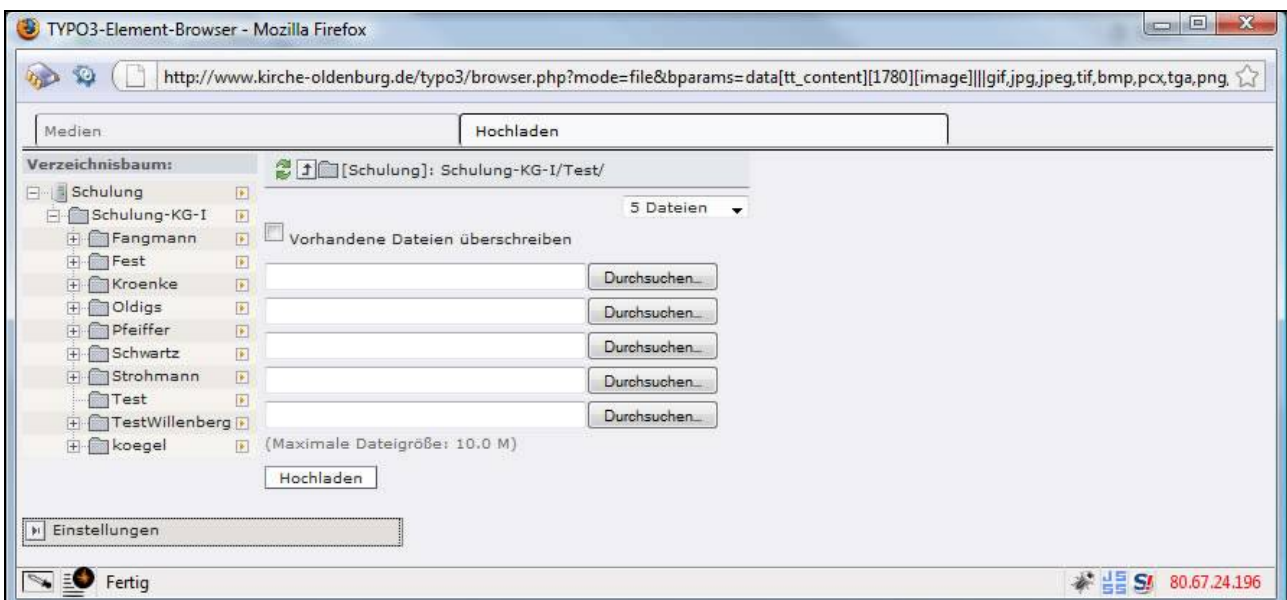 TYPO3-Element-Browser - Mozilla Firefox
http://www.kirche-oldenburg.de/typo3/browser.php?mode=file&bparams=data[tt_content][1780][image]|||gif,jpg,jpeg,tif,bmp,pcx,tga,png,
Medien
Hochladen
Verzeichnisbaum:
[Schulung]: Schulung-KG-I/Test/
Schulung
5 Dateien
Schulung-KG-I
Vorhandene Dateien überschreiben
Fangmann
Fest
Kroenke
Durchsuchen...
Oldigs
Durchsuchen...
Pfeiffer
Schwartz
Durchsuchen...
Strohmann
Durchsuchen...
Test
TestWillenberg
Durchsuchen...
koegel
(Maximale Dateigröße: 10.0 M)
Hochladen
Einstellungen
Fertig
80.67.24.196